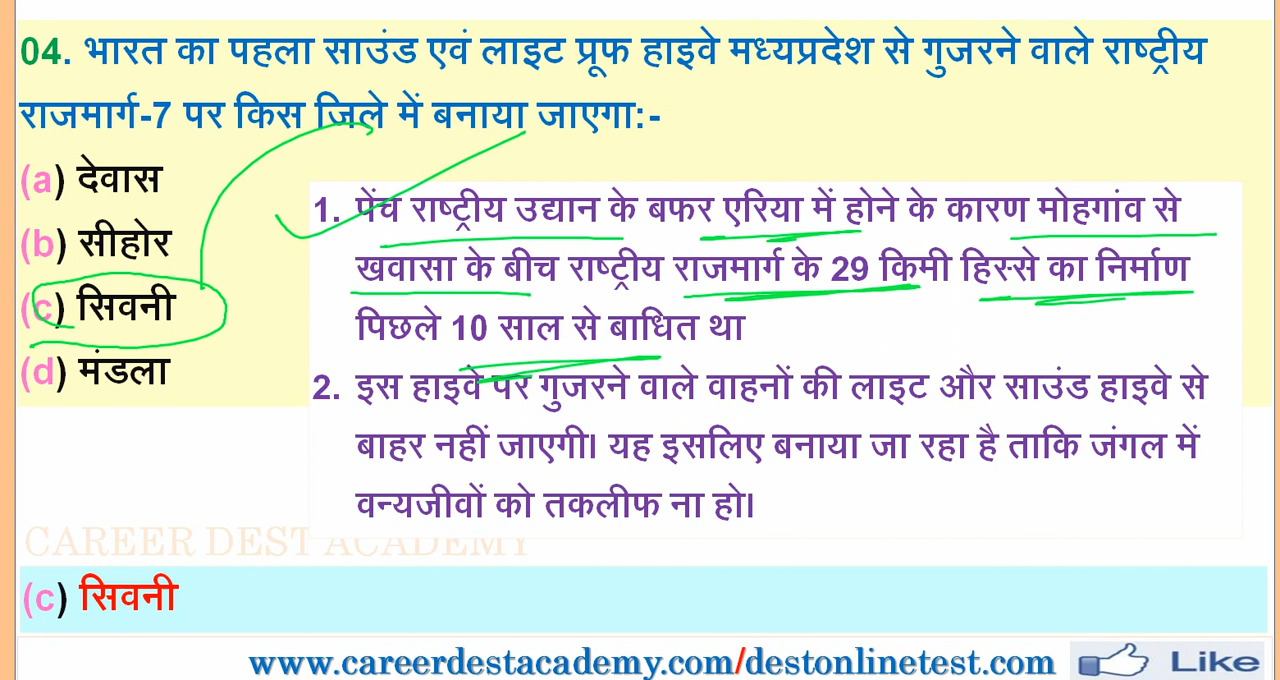 04. भारत का पहला साउंड एवं लाइट प्रूफ हाइवे मध्यप्रदेश से गुजरने वाले राष्ट्रीय
राजमार्ग-7 पर किस जिले में बनाया जाएगा:-
(a) देवास
(b) सीहोर
(c) सिवनी
(d) मंडला
1. पेंच राष्ट्रीय उद्यान के बफर एरिया में होने के कारण मोहगांव से
खवासा के बीच राष्ट्रीय राजमार्ग के 29 किमी हिस्से का निर्माण
पिछले 10 साल से बाधित था
2. इस हाइवे पर गुजरने वाले वाहनों की लाइट और साउंड हाइवे से
बाहर नहीं जाएगी। यह इसलिए बनाया जा रहा है ताकि जंगल में
वन्यजीवों को तकलीफ ना हो।
CAREER DEST ACADEMY
(c) सिवनी
www.careerdestacademy.com/destonlinetest.com Like